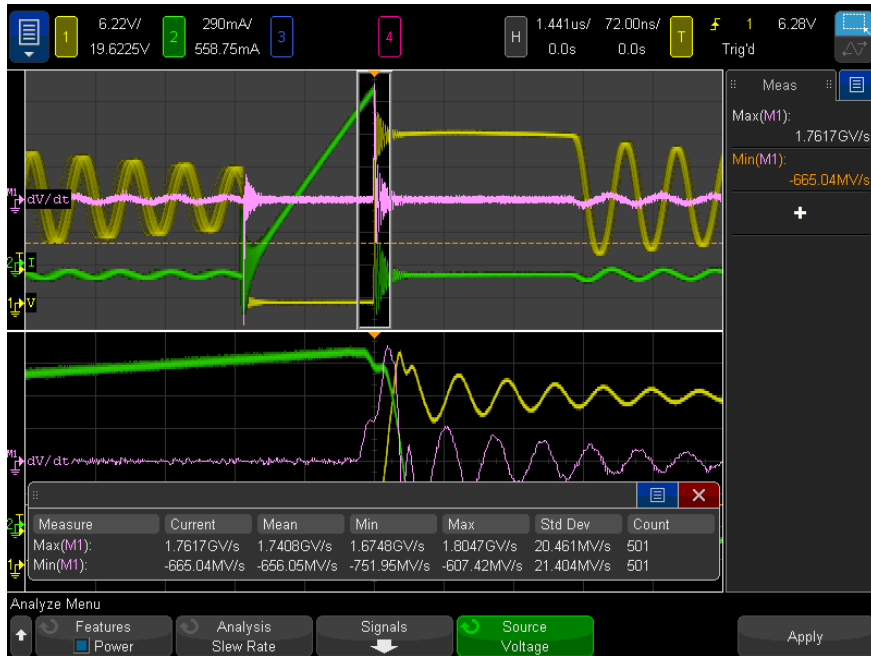 1 6.22V/ 2 290mA/ 3 4 H 1.441us/ 72.00ns/ T 1 6.28V
19.6225V 558.75mA 0.0s 0.0s Trig'd
Meas
Max(M1):
1.7617GV/s
Min(M1):
-665.04MV/s
+
M1 dV/dt
2 I
1 V
M1 dV/dt
2
1
Measure Current Mean Min Max Std Dev Count
Max(M1): 1.7617GV/s 1.7408GV/s 1.6748GV/s 1.8047GV/s 20.461MV/s 501
Min(M1): -665.04MV/s -656.05MV/s -751.95MV/s -607.42MV/s 21.404MV/s 501
Analyze Menu
Features Analysis Signals Source
Power Slew Rate Voltage Apply